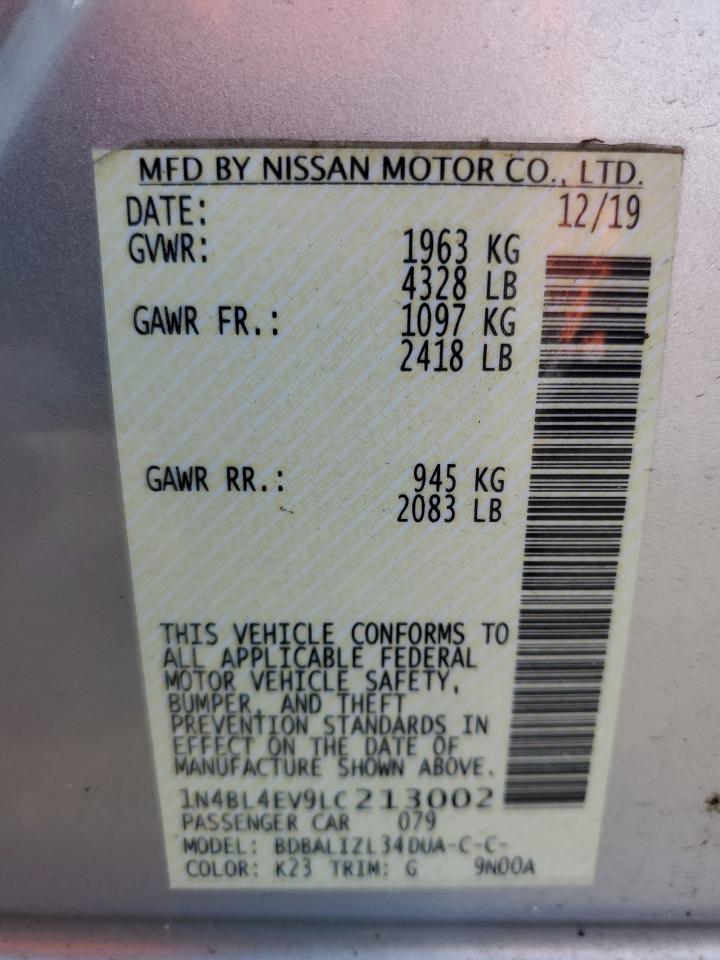 MFD BY NISSAN MOTOR CO., LTD.
DATE: 12/19
GVWR: 1963 KG
4328 LB
GAWR FR.: 1097 KG
2418 LB
GAWR RR.: 945 KG
2083 LB
THIS VEHICLE CONFORMS TO
ALL APPLICABLE FEDERAL
MOTOR VEHICLE SAFETY,
BUMPER, AND THEFT
PREVENTION STANDARDS IN
EFFECT ON THE DATE OF
MANUFACTURE SHOWN ABOVE.
1N4BL4EV9LC213002
PASSENGER CAR 079
MODEL: BDBALIZL34DUA-C-C-
COLOR: K23 TRIM: G 9N00A